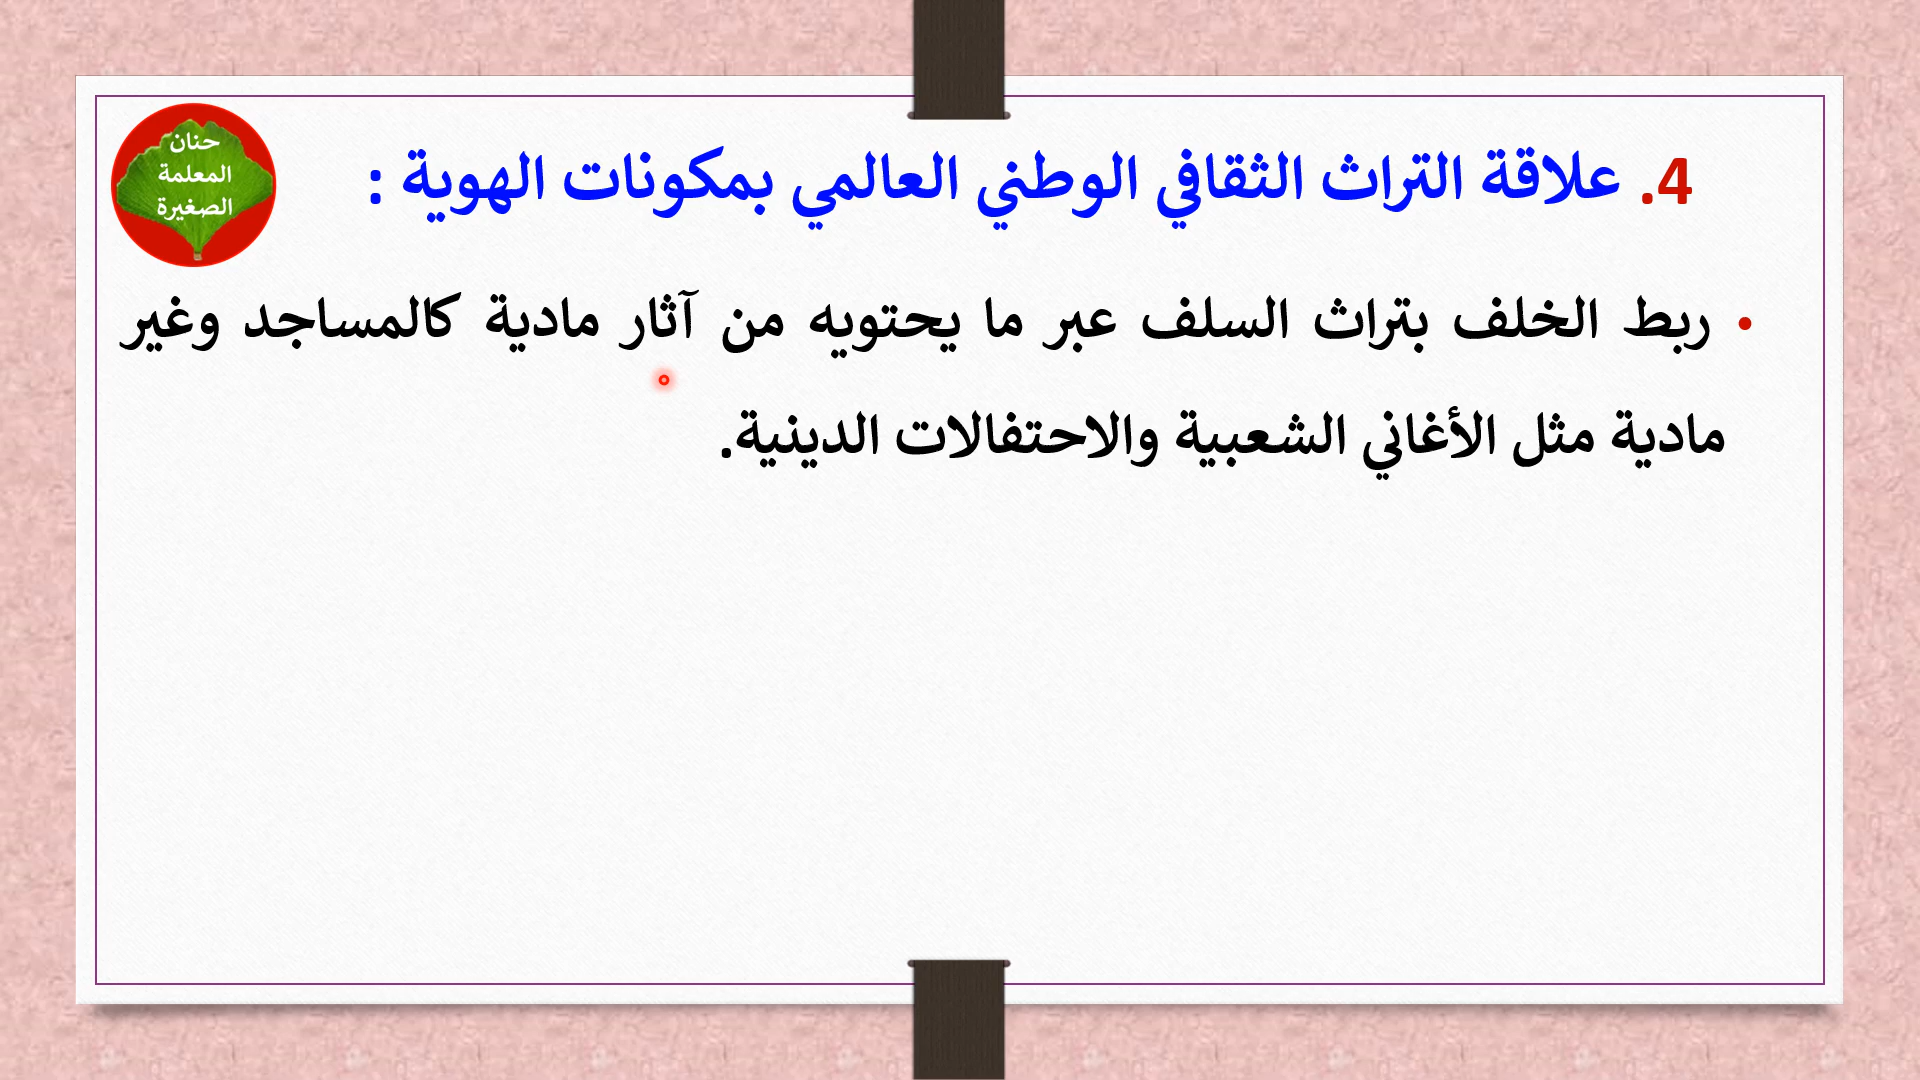 4. علاقة التراث الثقافي الوطني العالمي بمكونات الهوية :
• ربط الخلف بتراث السلف عبر ما يحتويه من آثار مادية كالمساجد وغير
مادية مثل الأغاني الشعبية والاحتفالات الدينية.
حنان
المعلمة
الصغيرة